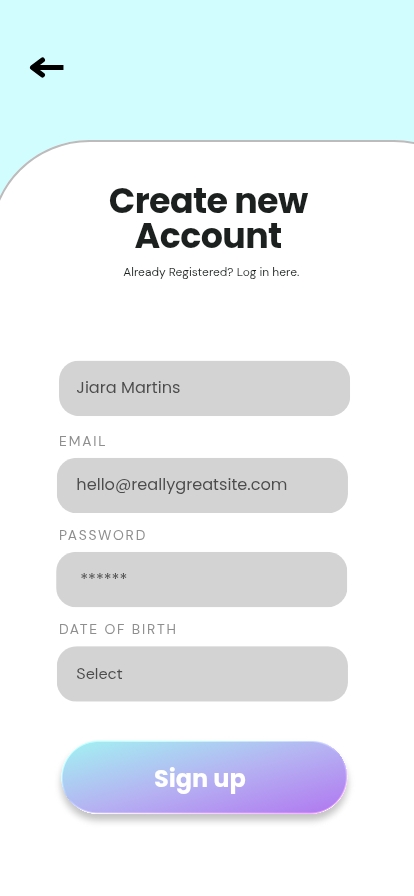 Create new
Account
Already Registered? Log in here.
Jiara Martins
EMAIL
hello@reallygreatsite.com
PASSWORD
******
DATE OF BIRTH
Select
Sign up